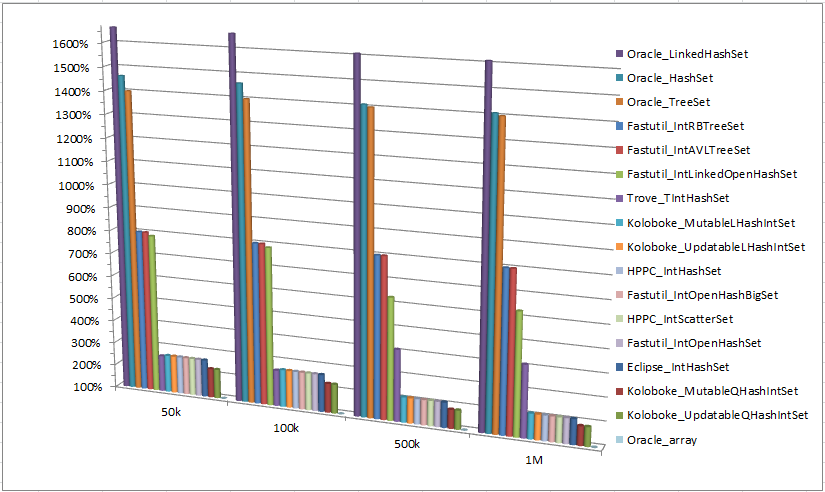 1600%
1500%
1400%
1300%
1200%
1100%
1000%
900%
800%
700%
600%
500%
400%
300%
200%
100%
50k
100k
500k
1M
Oracle_LinkedHashSet
Oracle_HashSet
Oracle_TreeSet
Fastutil_IntRBTreeSet
Fastutil_IntAVLTreeSet
Fastutil_IntLinkedOpenHashSet
Trove_TIntHashSet
Koloboke_MutableLHashIntSet
Koloboke_UpdatableLHashIntSet
HPPC_IntHashSet
Fastutil_IntOpenHashBigSet
HPPC_IntScatterSet
Fastutil_IntOpenHashSet
Eclipse_IntHashSet
Koloboke_MutableQHashIntSet
Koloboke_UpdatableQHashIntSet
Oracle_array